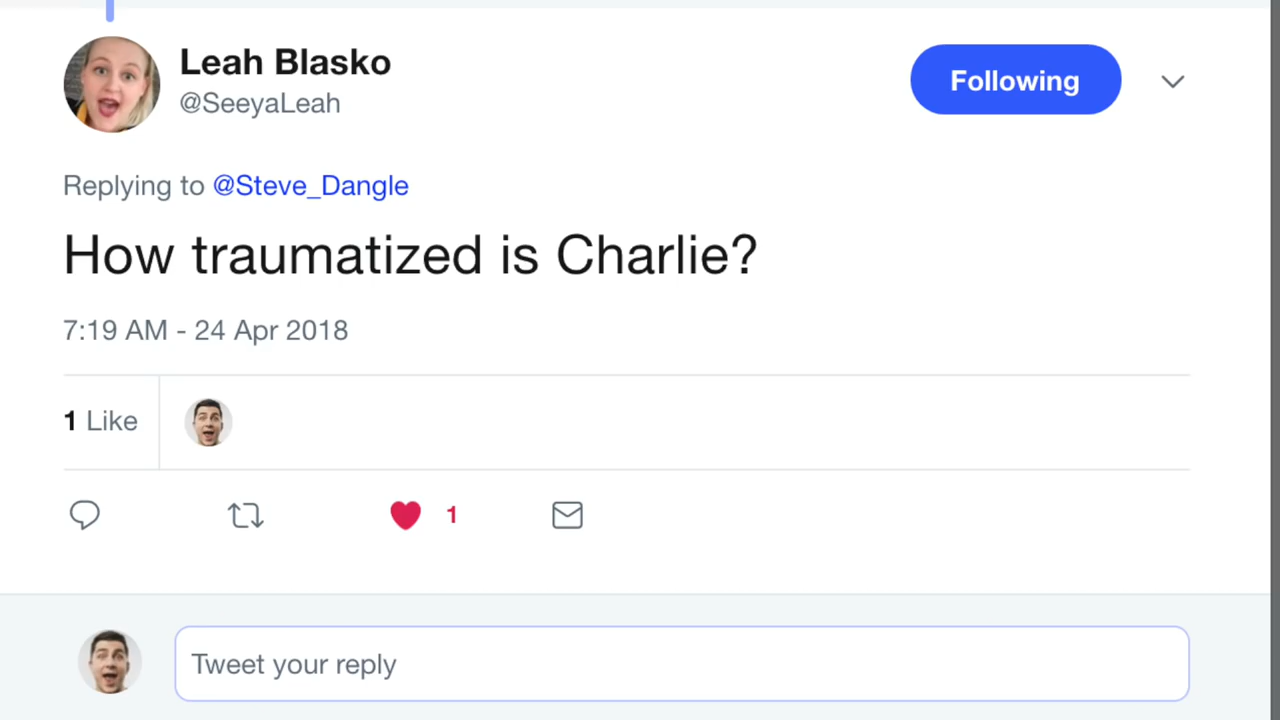 Leah Blasko
@SeeyaLeah
Following
Replying to @Steve_Dangle
How traumatized is Charlie?
7:19 AM - 24 Apr 2018
1 Like
1
Tweet your reply